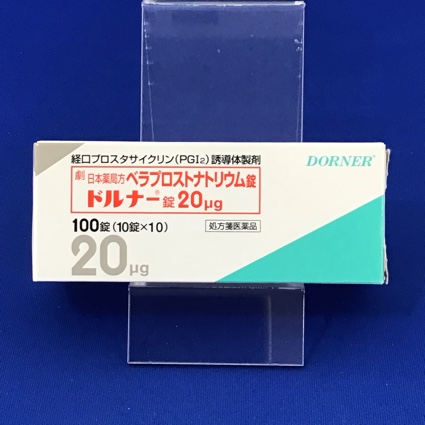 経口プロスタサイクリン(PGI₂)誘導体製剤
DORNER®
劇 日本薬局方 ベラプロストナトリウム錠
ドルナー®錠20μg
100錠(10錠×10)
処方箋医薬品
20μg